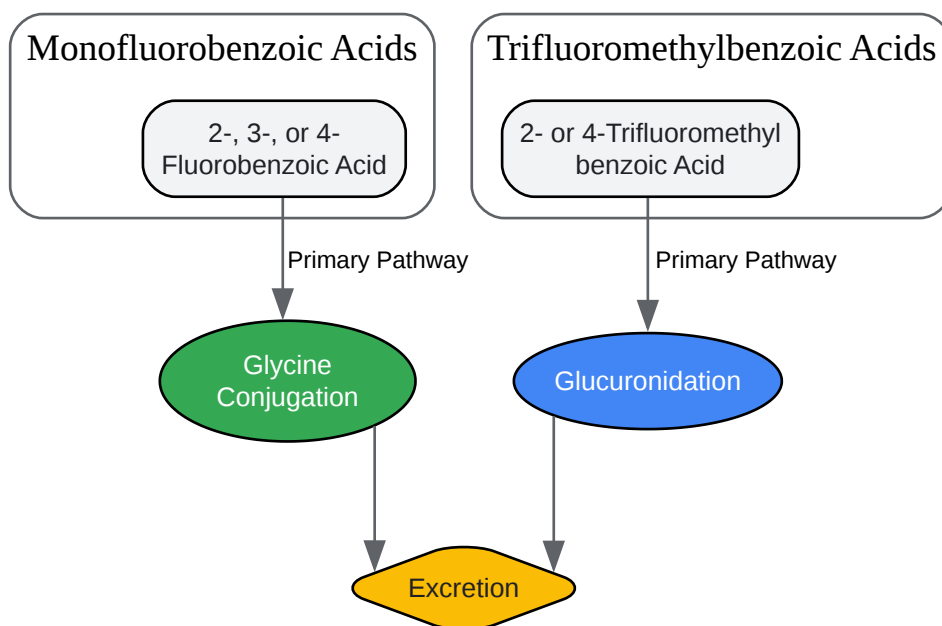 Monofluorobenzoic Acids
2-, 3-, or 4-
Fluorobenzoic Acid
Primary Pathway
Glycine
Conjugation
Trifluoromethylbenzoic Acids
2- or 4-Trifluoromethyl
benzoic Acid
Primary Pathway
Glucuronidation
Excretion